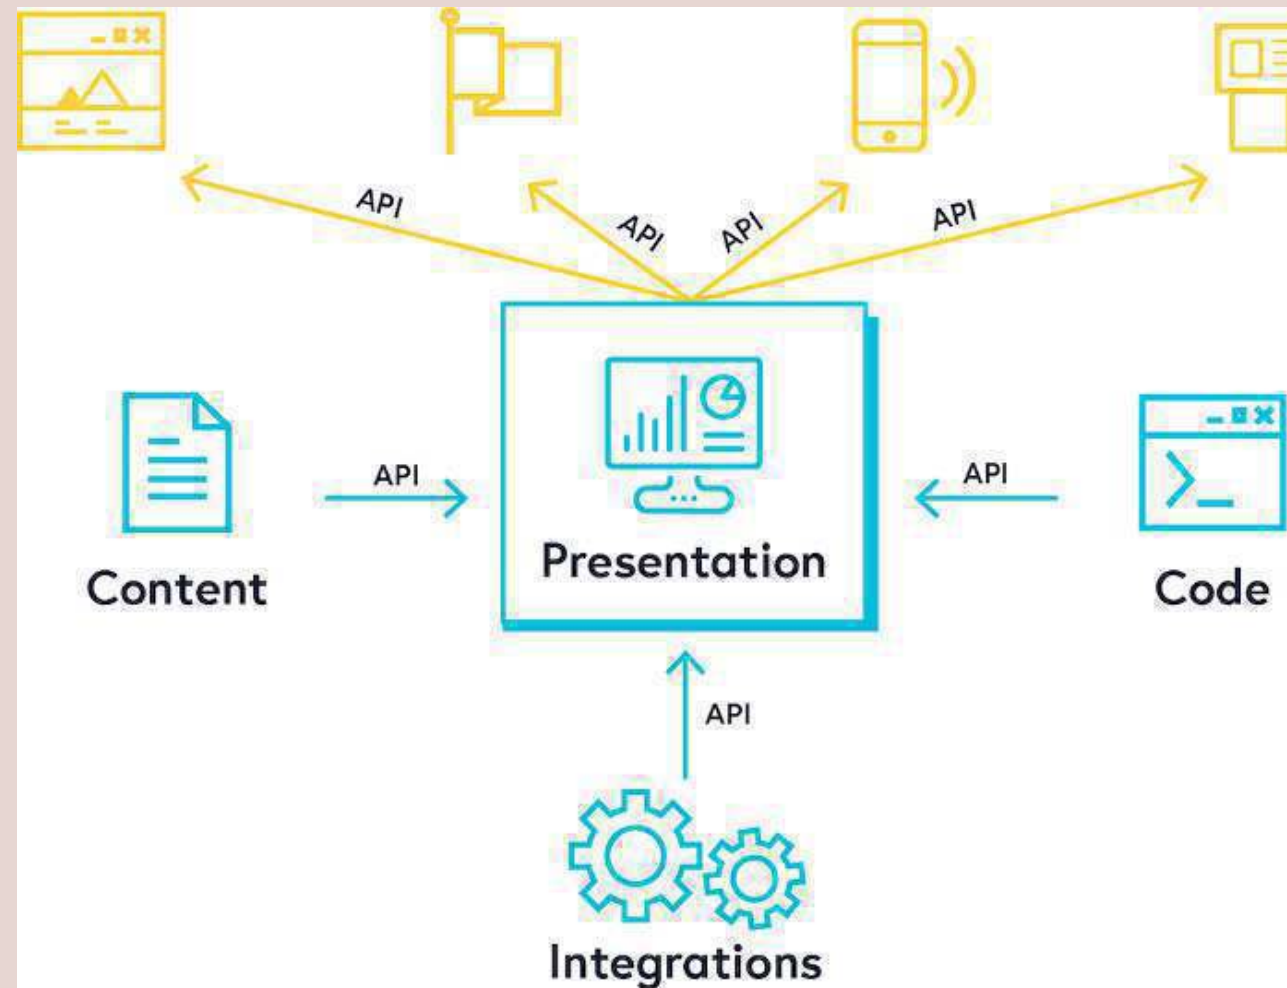 API
API
API
API
API
API
Presentation
Content
Code
API
Integrations